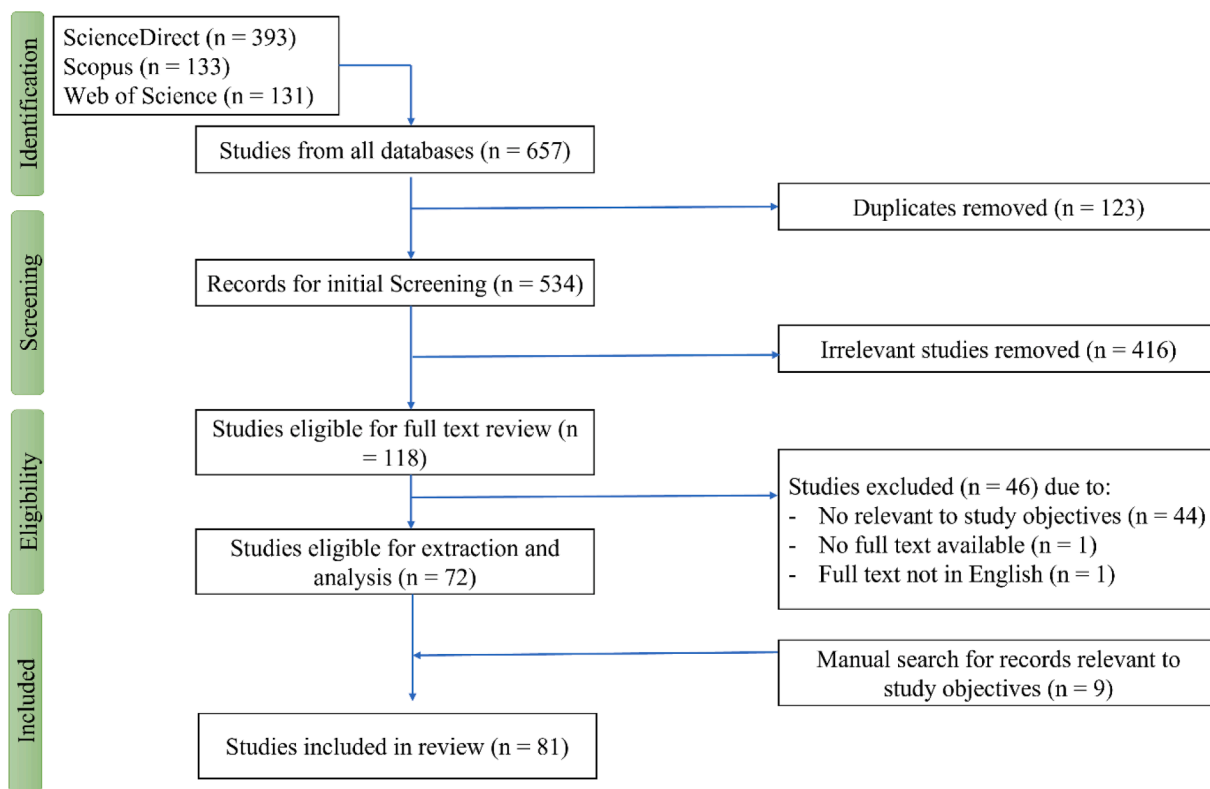 Identification
ScienceDirect (n = 393)
Scopus (n = 133)
Web of Science (n = 131)
Studies from all databases (n = 657)
Duplicates removed (n = 123)
Screening
Records for initial Screening (n = 534)
Irrelevant studies removed (n = 416)
Eligibility
Studies eligible for full text review (n
= 118)
Studies excluded (n = 46) due to:
- No relevant to study objectives (n = 44)
- No full text available (n = 1)
- Full text not in English (n = 1)
Studies eligible for extraction and
analysis (n = 72)
Included
Manual search for records relevant to
study objectives (n = 9)
Studies included in review (n = 81)